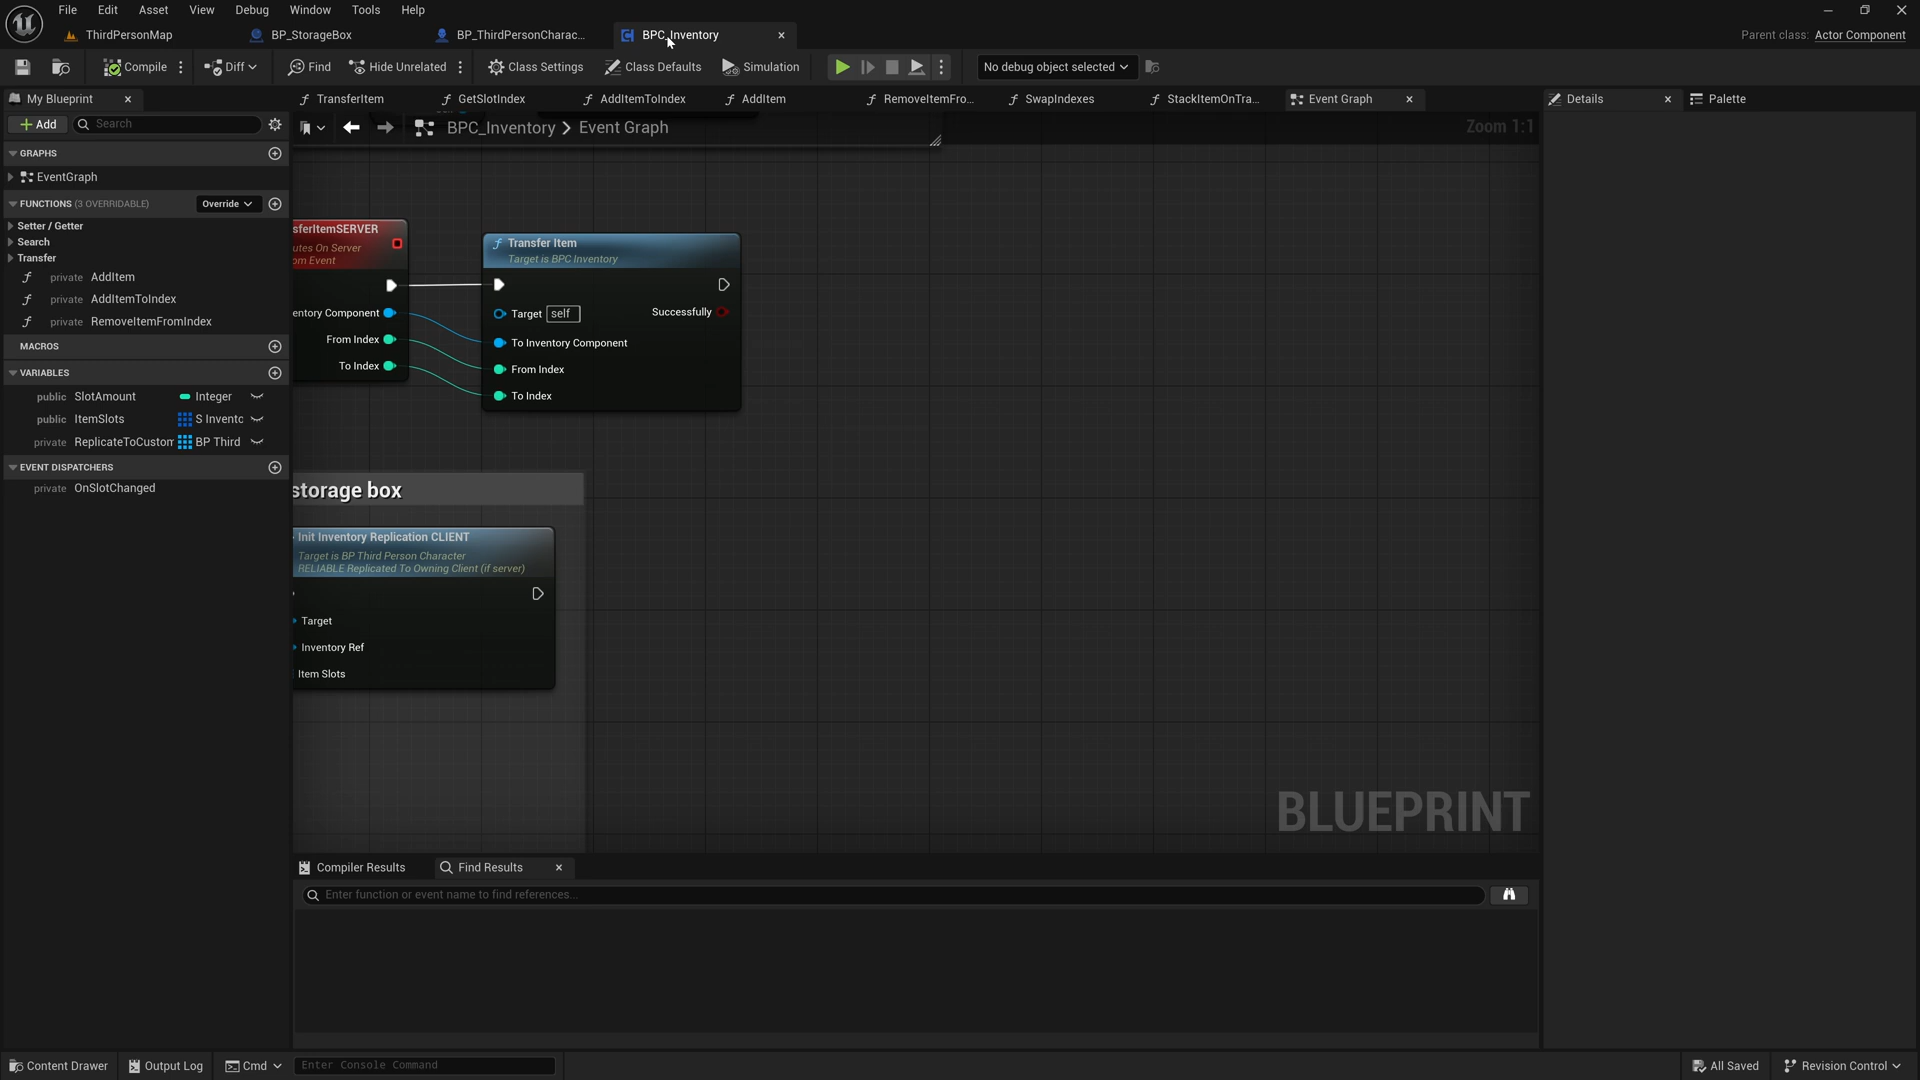 File Edit Asset View Debug Window Tools Help
ThirdPersonMap BP_StorageBox BP_ThirdPersonCharac... BPC_Inventory Parent class: Actor Component
Compile Diff Find Hide Unrelated Class Settings Class Defaults Simulation No debug object selected
My Blueprint TransferItem GetSlotIndex AddItemToIndex AddItem RemoveItemFro... SwapIndexes StackItemOnTra... Event Graph Details Palette
Add Search BPC_Inventory > Event Graph Zoom 1:1
GRAPHS
EventGraph
FUNCTIONS (3 OVERRIDABLE) Override
Setter / Getter
Search
Transfer
private AddItem
private AddItemToIndex
private RemoveItemFromIndex
MACROS
VARIABLES
public SlotAmount Integer
public ItemSlots S Inventc
private ReplicateToCustom BP Third
EVENT DISPATCHERS
private OnSlotChanged
sferItemSERVER
utes On Server
om Event
entory Component
From Index
To Index
Transfer Item
Target is BPC Inventory
Target self Successfully
To Inventory Component
From Index
To Index
storage box
Init Inventory Replication CLIENT
Target is BP Third Person Character
RELIABLE Replicated To Owning Client (if server)
Target
Inventory Ref
Item Slots
BLUEPRINT
Compiler Results Find Results
Enter function or event name to find references...
Content Drawer Output Log Cmd Enter Console Command All Saved Revision Control